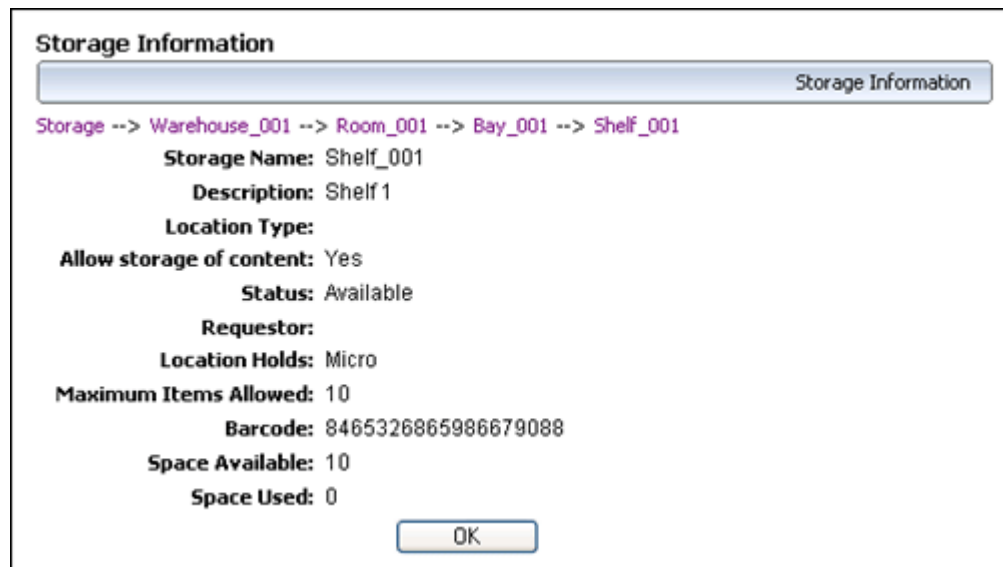 Storage Information
Storage Information
Storage --> Warehouse_001 --> Room_001 --> Bay_001 --> Shelf_001
Storage Name: Shelf_001
Description: Shelf 1
Location Type:
Allow storage of content: Yes
Status: Available
Requestor:
Location Holds: Micro
Maximum Items Allowed: 10
Barcode: 8465326865986679088
Space Available: 10
Space Used: 0
OK